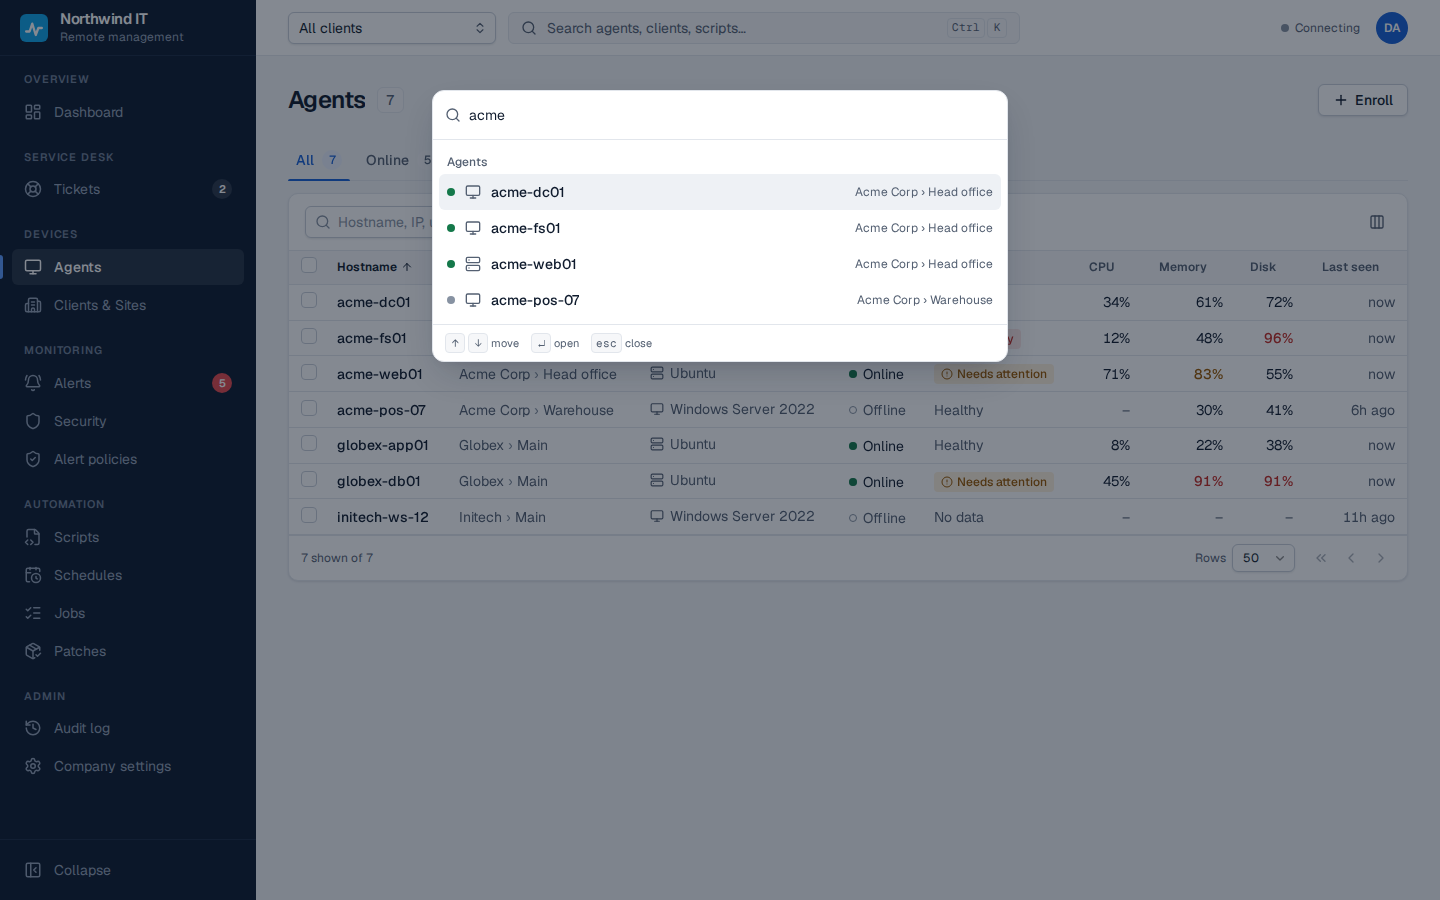 Northwind IT
Remote management
All clients
Search agents, clients, scripts...
Ctrl K
Connecting
DA
OVERVIEW
Dashboard
SERVICE DESK
Tickets 2
DEVICES
Agents
Clients & Sites
MONITORING
Alerts 5
Security
Alert policies
AUTOMATION
Scripts
Schedules
Jobs
Patches
ADMIN
Audit log
Company settings
Collapse
Agents 7
Enroll
All 7 Online 5
Hostname, IP,
acme
Agents
acme-dc01 Acme Corp › Head office
acme-fs01 Acme Corp › Head office
acme-web01 Acme Corp › Head office
acme-pos-07 Acme Corp › Warehouse
↑ ↓ move ↵ open esc close
Hostname ↑ CPU Memory Disk Last seen
acme-dc01 34% 61% 72% now
acme-fs01 12% 48% 96% now
acme-web01 Acme Corp › Head office Ubuntu Online Needs attention 71% 83% 55% now
acme-pos-07 Acme Corp › Warehouse Windows Server 2022 Offline Healthy – 30% 41% 6h ago
globex-app01 Globex › Main Ubuntu Online Healthy 8% 22% 38% now
globex-db01 Globex › Main Ubuntu Online Needs attention 45% 91% 91% now
initech-ws-12 Initech › Main Windows Server 2022 Offline No data – – – 11h ago
7 shown of 7
Rows 50